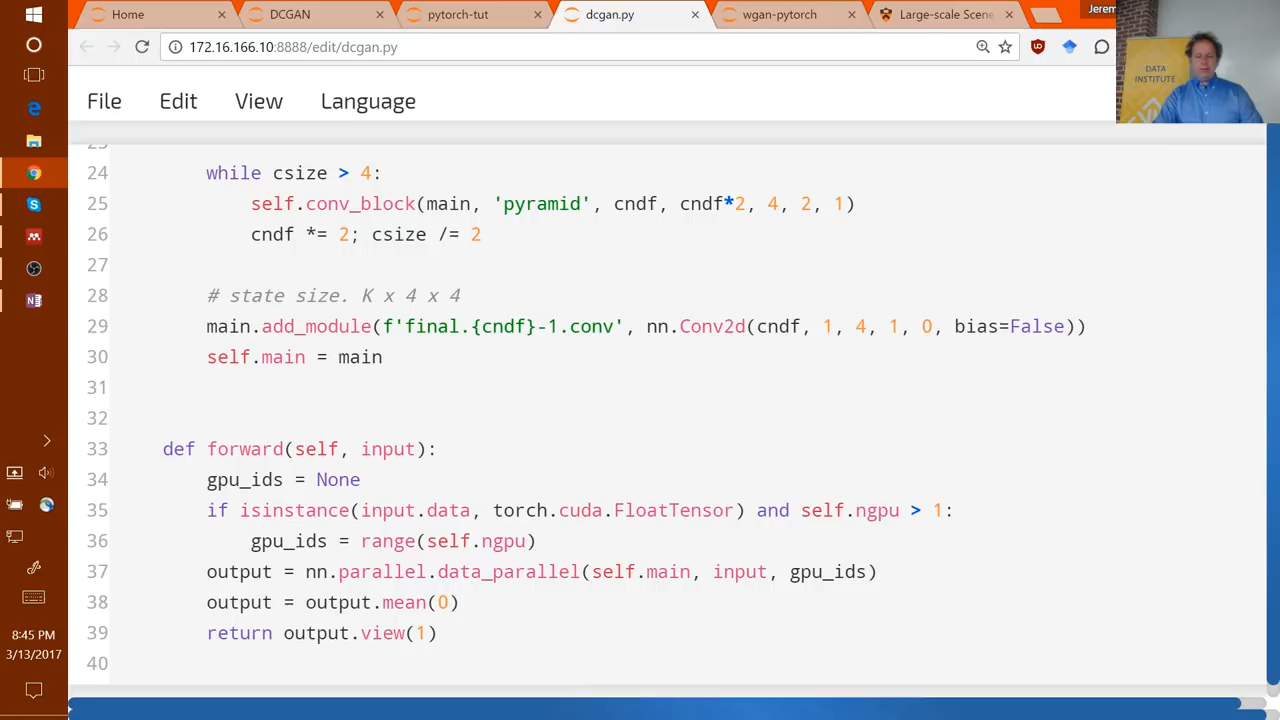 Home
DCGAN
pytorch-tut
dcgan.py
wgan-pytorch
Large-scale Scene
Jerem
172.16.166.10:8888/edit/dcgan.py
DATA
INSTITUTE
File Edit View Language
24 while csize > 4:
25 self.conv_block(main, 'pyramid', cndf, cndf*2, 4, 2, 1)
26 cndf *= 2; csize /= 2
27
28 # state size. K x 4 x 4
29 main.add_module(f'final.{cndf}-1.conv', nn.Conv2d(cndf, 1, 4, 1, 0, bias=False))
30 self.main = main
31
32
33 def forward(self, input):
34 gpu_ids = None
35 if isinstance(input.data, torch.cuda.FloatTensor) and self.ngpu > 1:
36 gpu_ids = range(self.ngpu)
37 output = nn.parallel.data_parallel(self.main, input, gpu_ids)
38 output = output.mean(0)
39 return output.view(1)
40
8:45 PM
3/13/2017